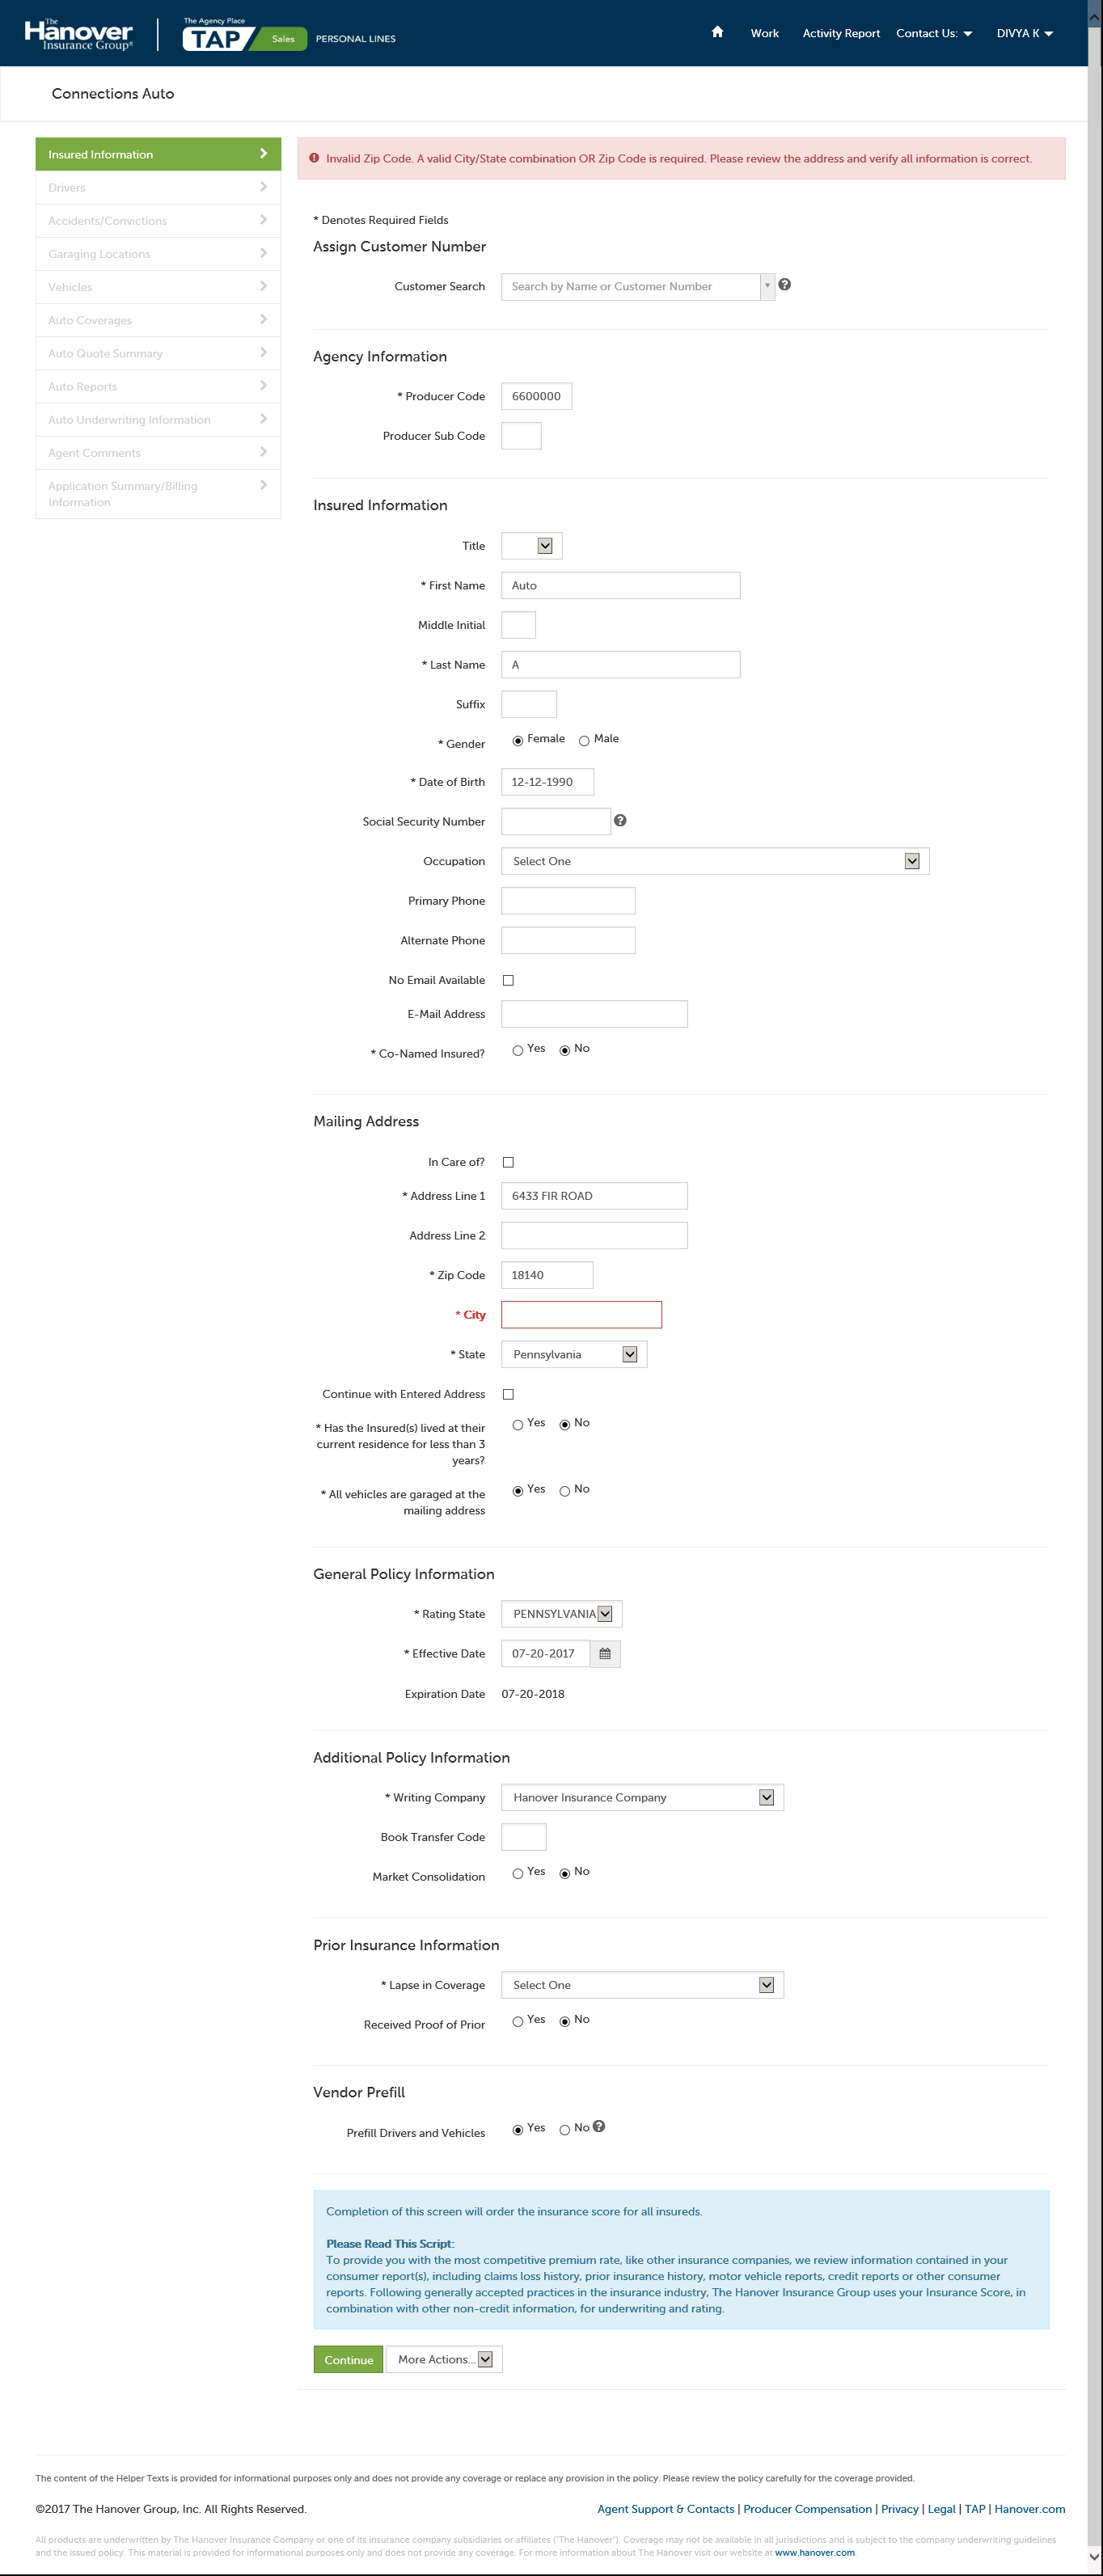 The
Hanover
Insurance Group®
The Agency Place
TAP Sales PERSONAL LINES
Work Activity Report Contact Us: DIVYA K
Connections Auto
Insured Information
Drivers
Accidents/Convictions
Garaging Locations
Vehicles
Auto Coverages
Auto Quote Summary
Auto Reports
Auto Underwriting Information
Agent Comments
Application Summary/Billing
Information
Invalid Zip Code. A valid City/State combination OR Zip Code is required. Please review the address and verify all information is correct.
* Denotes Required Fields
Assign Customer Number
Customer Search Search by Name or Customer Number
Agency Information
* Producer Code 6600000
Producer Sub Code
Insured Information
Title
* First Name Auto
Middle Initial
* Last Name A
Suffix
* Gender Female Male
* Date of Birth 12-12-1990
Social Security Number
Occupation Select One
Primary Phone
Alternate Phone
No Email Available
E-Mail Address
* Co-Named Insured? Yes No
Mailing Address
In Care of?
* Address Line 1 6433 FIR ROAD
Address Line 2
* Zip Code 18140
* City
* State Pennsylvania
Continue with Entered Address
* Has the Insured(s) lived at their Yes No
current residence for less than 3
years?
* All vehicles are garaged at the Yes No
mailing address
General Policy Information
* Rating State PENNSYLVANIA
* Effective Date 07-20-2017
Expiration Date 07-20-2018
Additional Policy Information
* Writing Company Hanover Insurance Company
Book Transfer Code
Market Consolidation Yes No
Prior Insurance Information
* Lapse in Coverage Select One
Received Proof of Prior Yes No
Vendor Prefill
Prefill Drivers and Vehicles Yes No
Completion of this screen will order the insurance score for all insureds.
Please Read This Script:
To provide you with the most competitive premium rate, like other insurance companies, we review information contained in your
consumer report(s), including claims loss history, prior insurance history, motor vehicle reports, credit reports or other consumer
reports. Following generally accepted practices in the insurance industry, The Hanover Insurance Group uses your Insurance Score, in
combination with other non-credit information, for underwriting and rating.
Continue More Actions...
The content of the Helper Texts is provided for informational purposes only and does not provide any coverage or replace any provision in the policy. Please review the policy carefully for the coverage provided.
©2017 The Hanover Group, Inc. All Rights Reserved. Agent Support & Contacts | Producer Compensation | Privacy | Legal | TAP | Hanover.com
All products are underwritten by The Hanover Insurance Company or one of its insurance company subsidiaries or affiliates ("The Hanover"). Coverage may not be available in all jurisdictions and is subject to the company underwriting guidelines
and the issued policy. This material is provided for informational purposes only and does not provide any coverage. For more information about The Hanover visit our website at www.hanover.com.